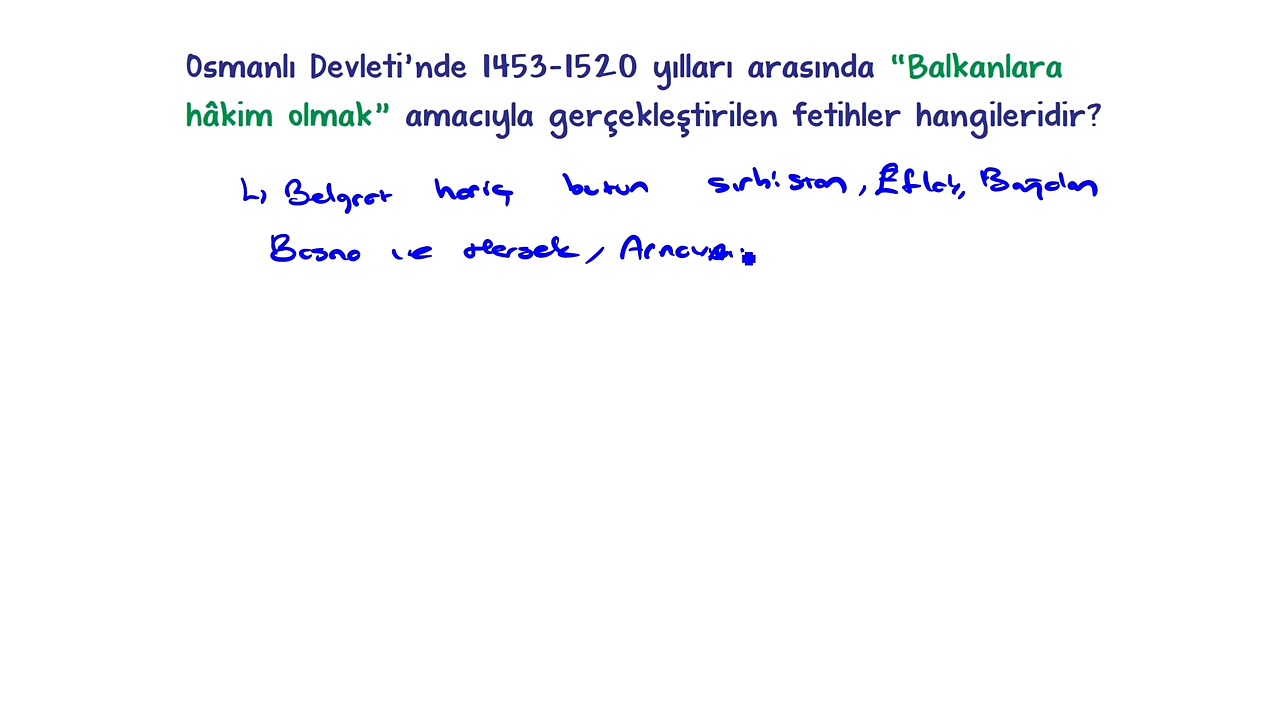 Osmanlı Devleti'nde 1453-1520 yılları arasında "Balkanlara
hâkim olmak" amacıyla gerçekleştirilen fetihler hangileridir?
↳ Belgrat hariç bütün Sırbistan, Eflak, Boğdan
Bosna ve Hersek,